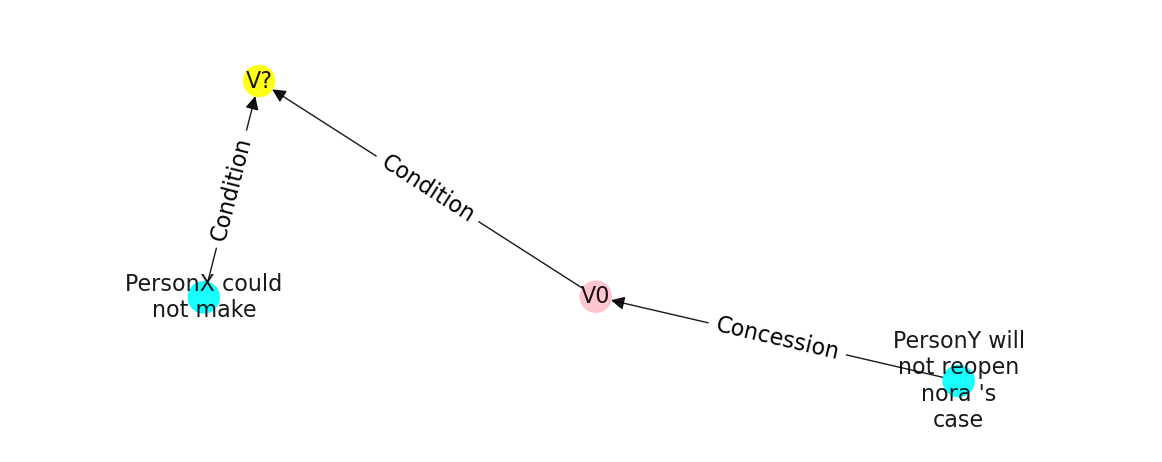 V?
Condition
Condition
PersonX could
not make
V0
Concession
PersonY will
not reopen
nora 's
case